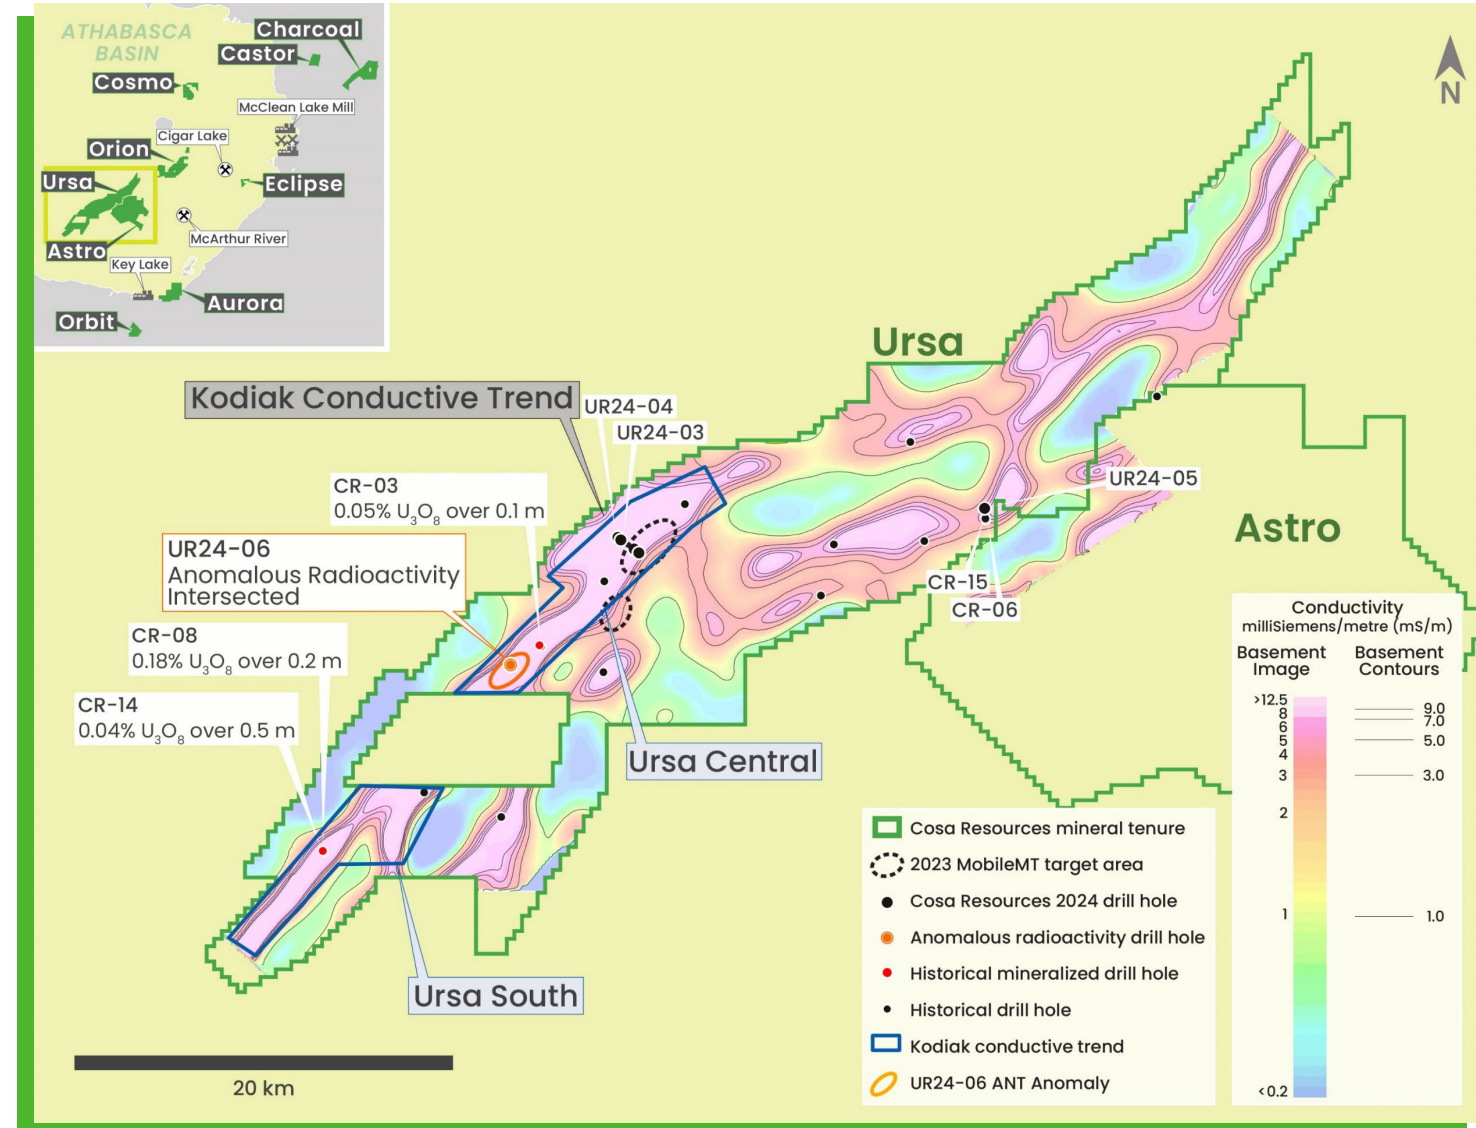 ATHABASCA
BASIN
Charcoal
Castor
Cosmo
McClean Lake Mill
Cigar Lake
Orion
Ursa
Eclipse
McArthur River
Astro
Key Lake
Aurora
Orbit
N
Ursa
Kodiak Conductive Trend
UR24-04
UR24-03
CR-03
0.05% U₃O₈ over 0.1 m
UR24-05
Astro
UR24-06
Anomalous Radioactivity
Intersected
CR-15
CR-06
CR-08
0.18% U₃O₈ over 0.2 m
CR-14
0.04% U₃O₈ over 0.5 m
Ursa Central
Ursa South
20 km
Conductivity
milliSiemens/metre (mS/m)
Basement
Image
Basement
Contours
>12.5
8
6
5
4
3
2
1
<0.2
9.0
7.0
5.0
3.0
1.0
Cosa Resources mineral tenure
2023 MobileMT target area
Cosa Resources 2024 drill hole
Anomalous radioactivity drill hole
Historical mineralized drill hole
Historical drill hole
Kodiak conductive trend
UR24-06 ANT Anomaly